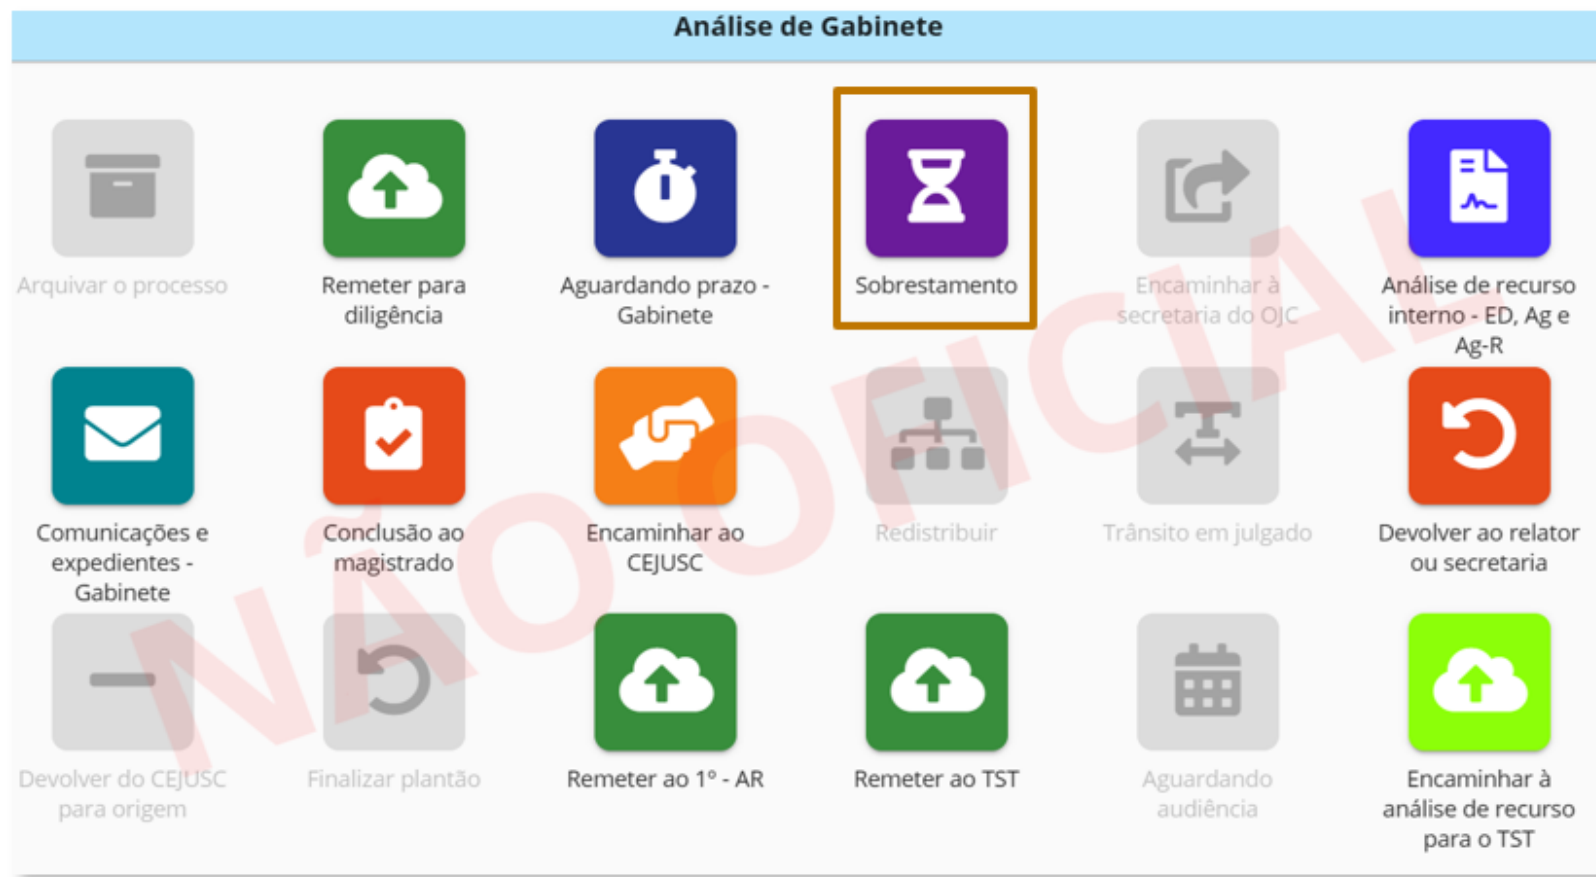 Análise de Gabinete
Arquivar o processo
Remeter para
diligência
Aguardando prazo -
Gabinete
Sobrestamento
Encaminhar à
secretaria do OJC
Análise de recurso
interno - ED, Ag e
Ag-R
Comunicações e
expedientes -
Gabinete
Conclusão ao
magistrado
Encaminhar ao
CEJUSC
Redistribuir
Trânsito em julgado
Devolver ao relator
ou secretaria
Devolver do CEJUSC
para origem
Finalizar plantão
Remeter ao 1º - AR
Remeter ao TST
Aguardando
audiência
Encaminhar à
análise de recurso
para o TST
NÃO OFICIAL